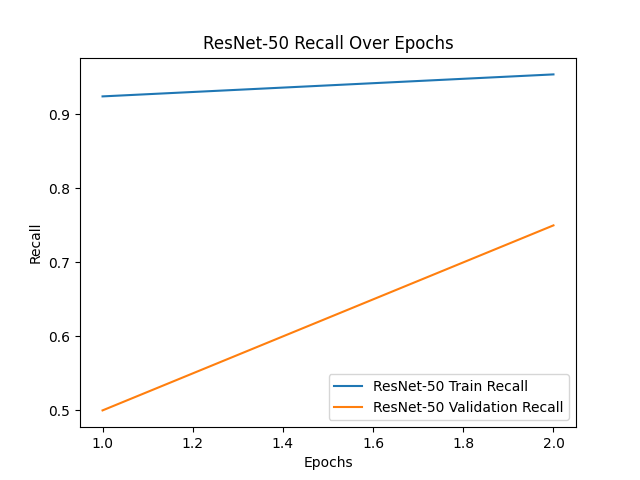 ResNet-50 Recall Over Epochs
Recall
0.9
0.8
0.7
0.6
0.5
1.0 1.2 1.4 1.6 1.8 2.0
Epochs
ResNet-50 Train Recall
ResNet-50 Validation Recall